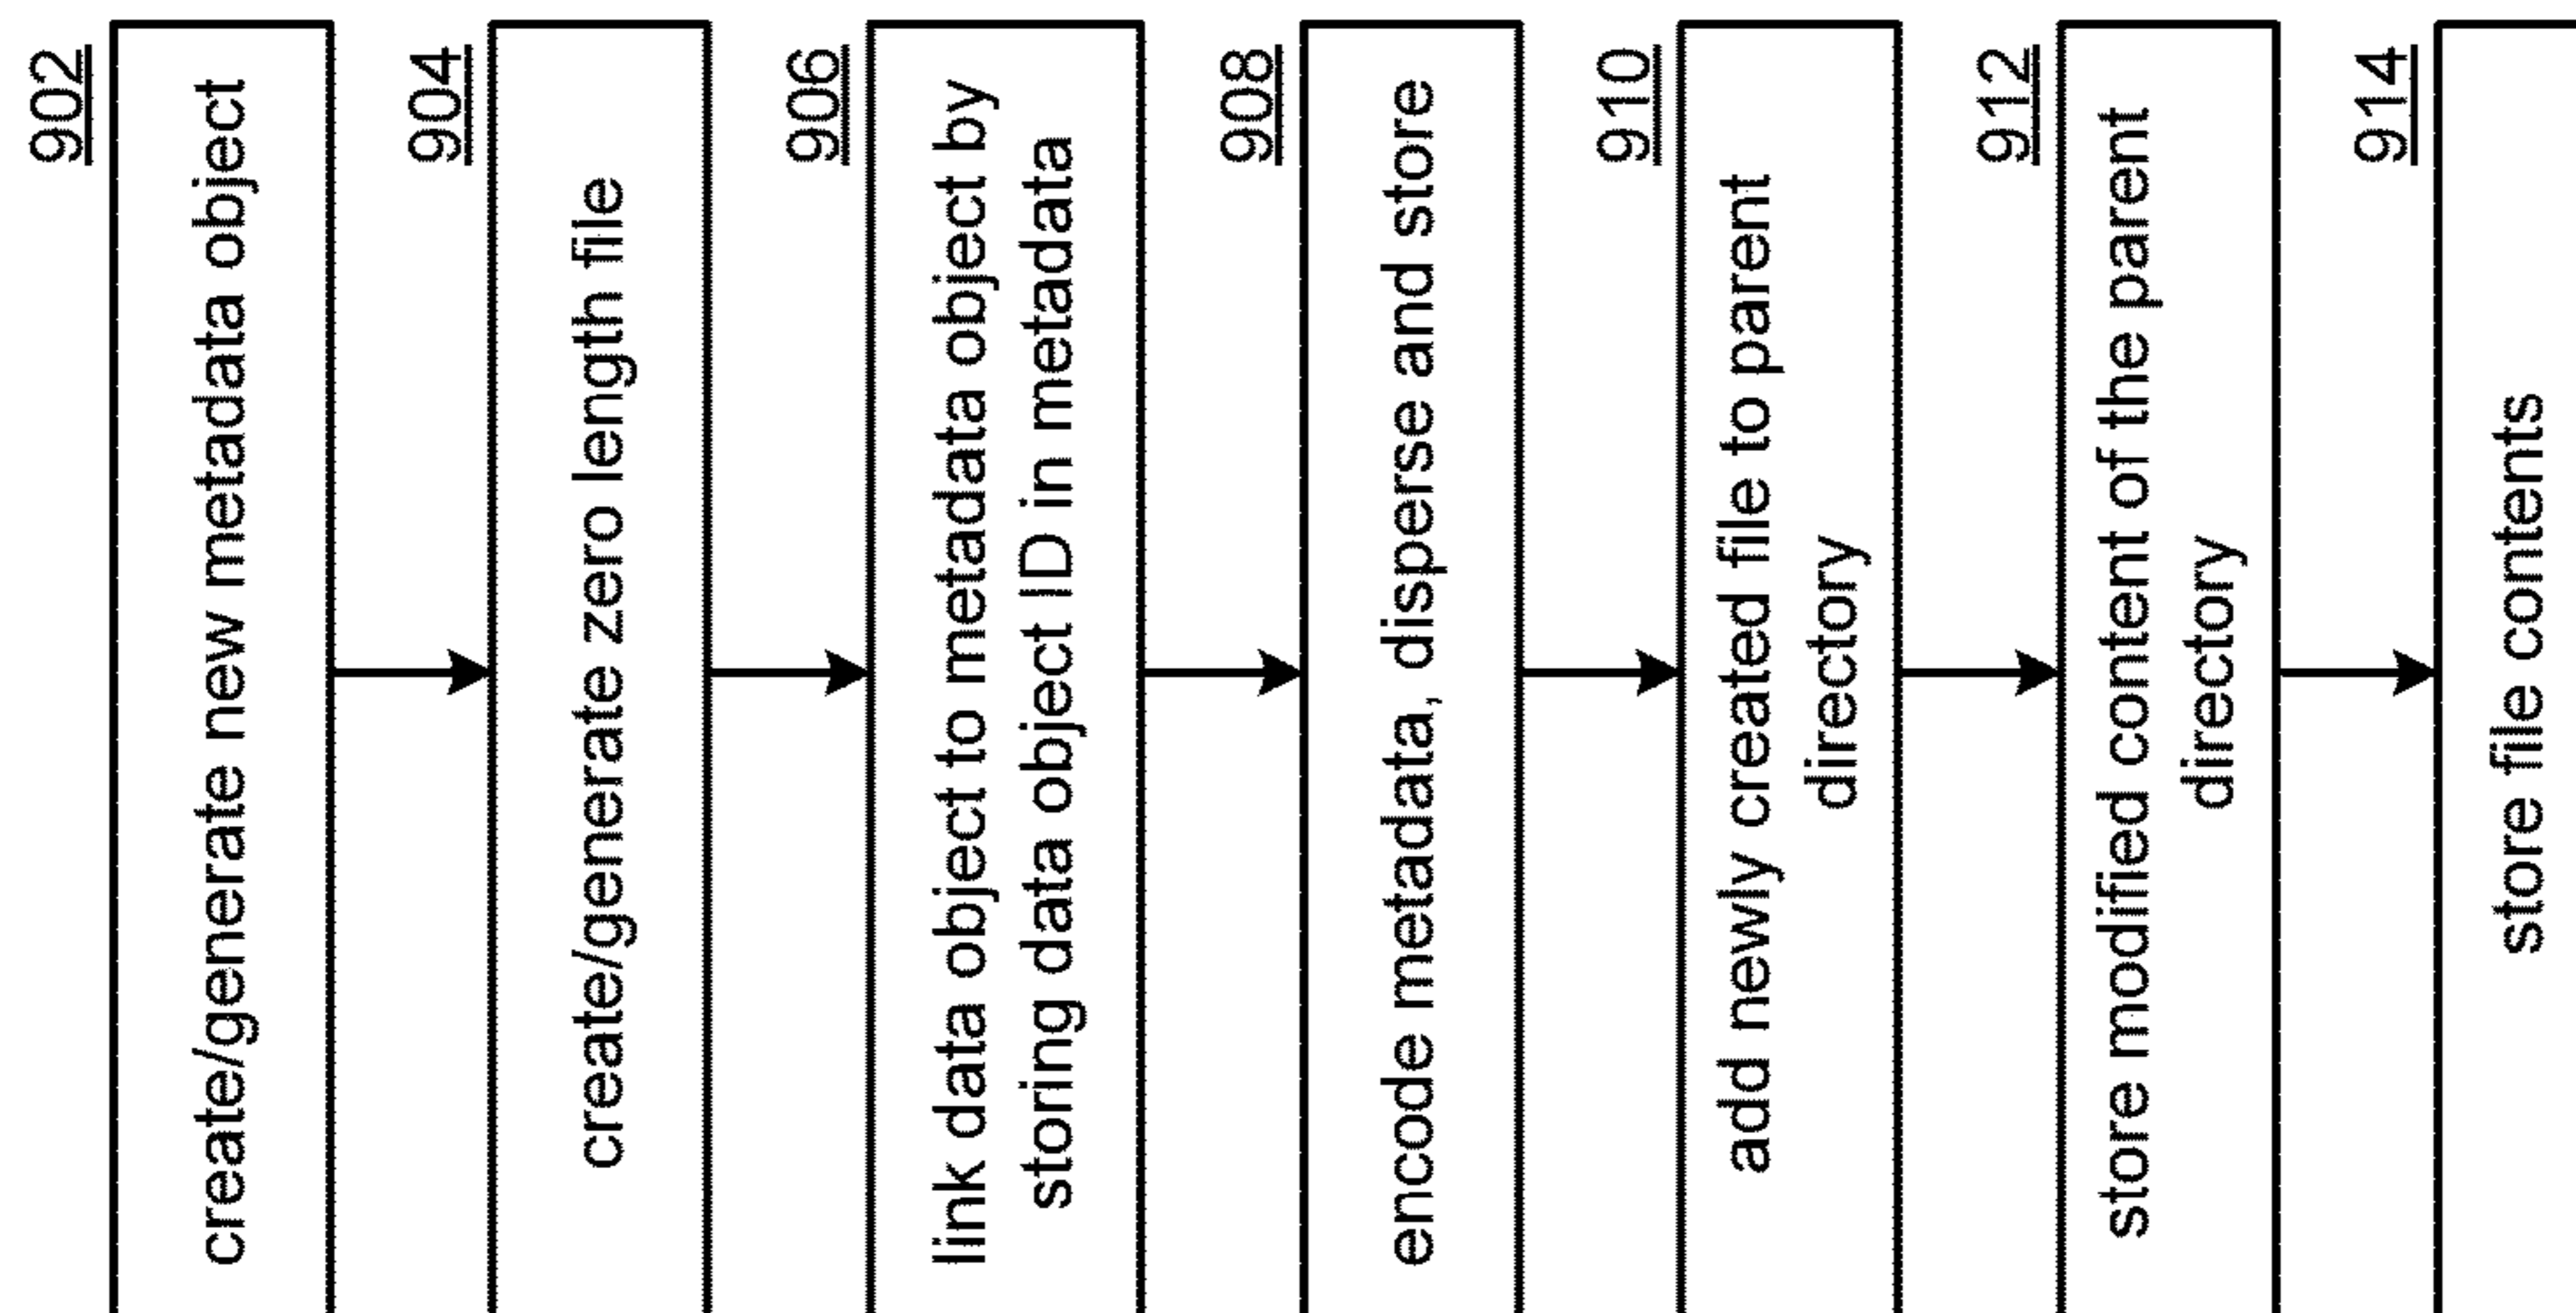 902
create/generate new metadata object
904
create/generate zero length file
906
link data object to metadata object by
storing data object ID in metadata
908
encode metadata, disperse and store
910
add newly created file to parent
directory
912
store modified content of the parent
directory
914
store file contents